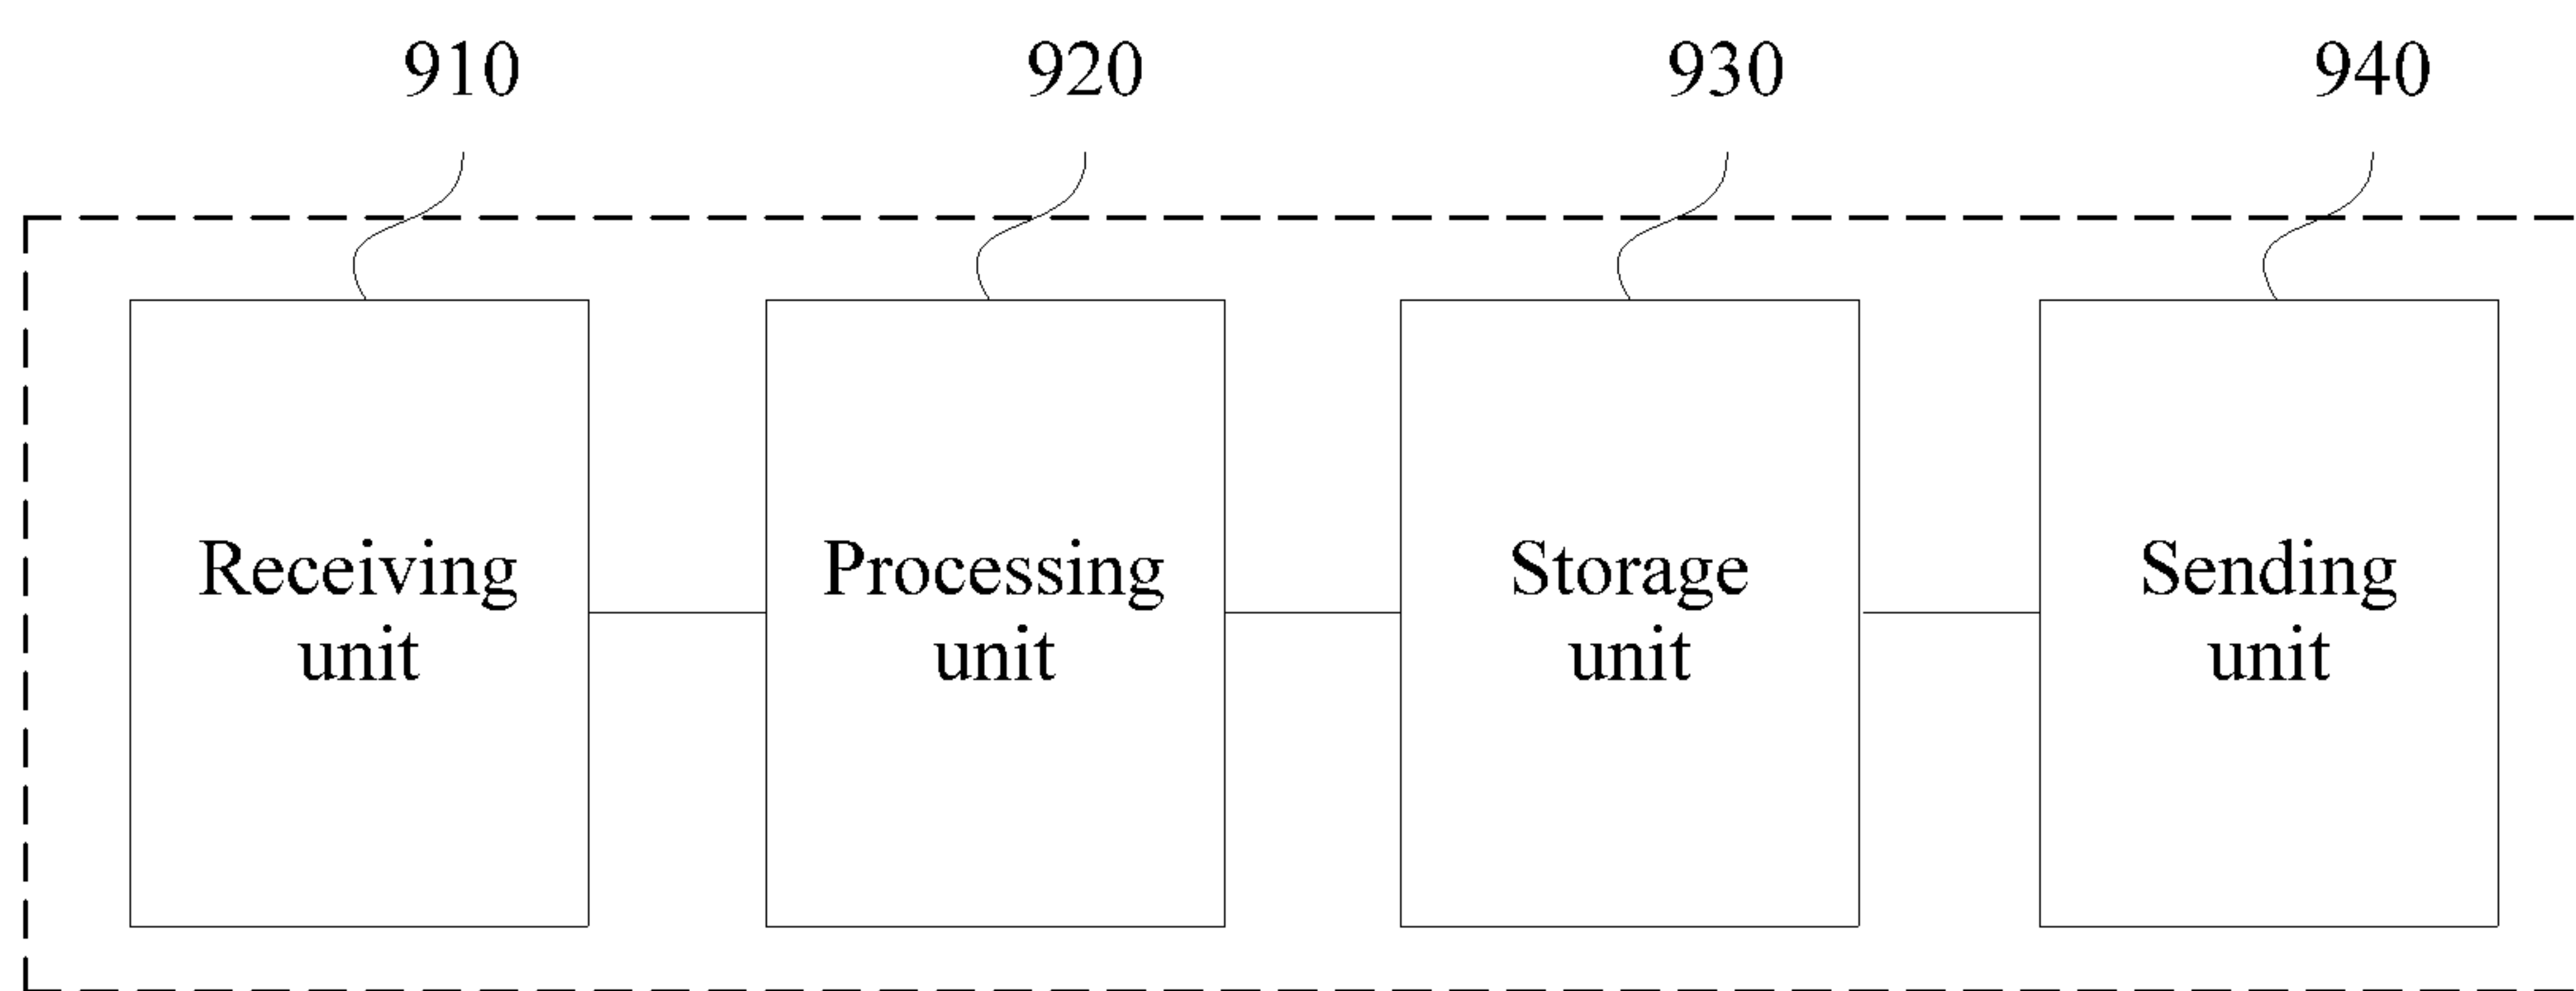 910 920 930 940
Receiving Processing Storage Sending
unit unit unit unit